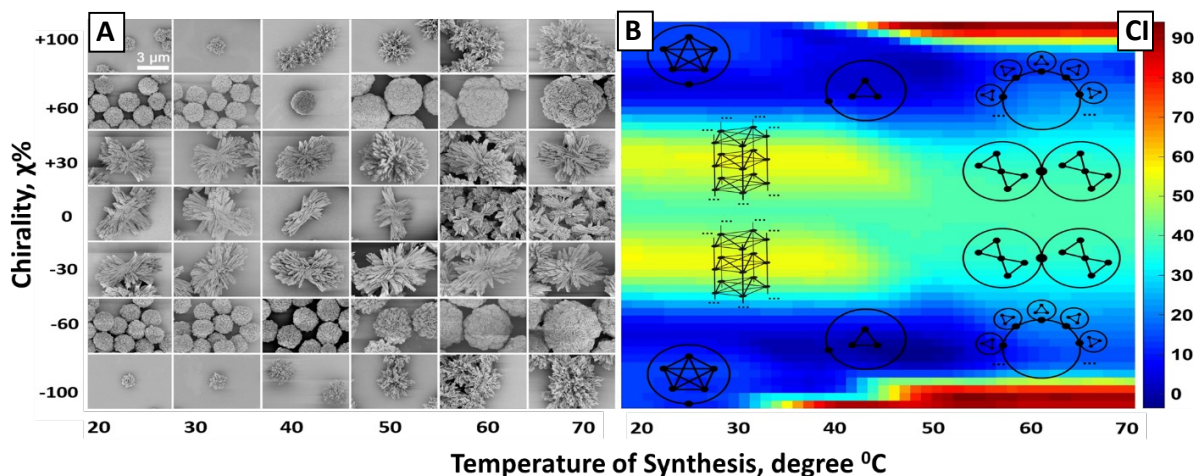 A
B
CI
Chirality, χ%
+100
+60
+30
0
-30
-60
-100
3 μm
20 30 40 50 60 70
20 30 40 50 60 70
90
80
70
60
50
40
30
20
10
0
... ...
... ...
... ...
... ...
... ...
... ...
Temperature of Synthesis, degree ⁰C